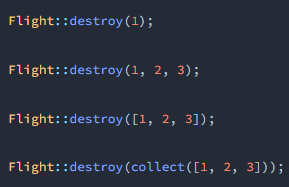 Flight::destroy(1);
Flight::destroy(1, 2, 3);
Flight::destroy([1, 2, 3]);
Flight::destroy(collect([1, 2, 3]));